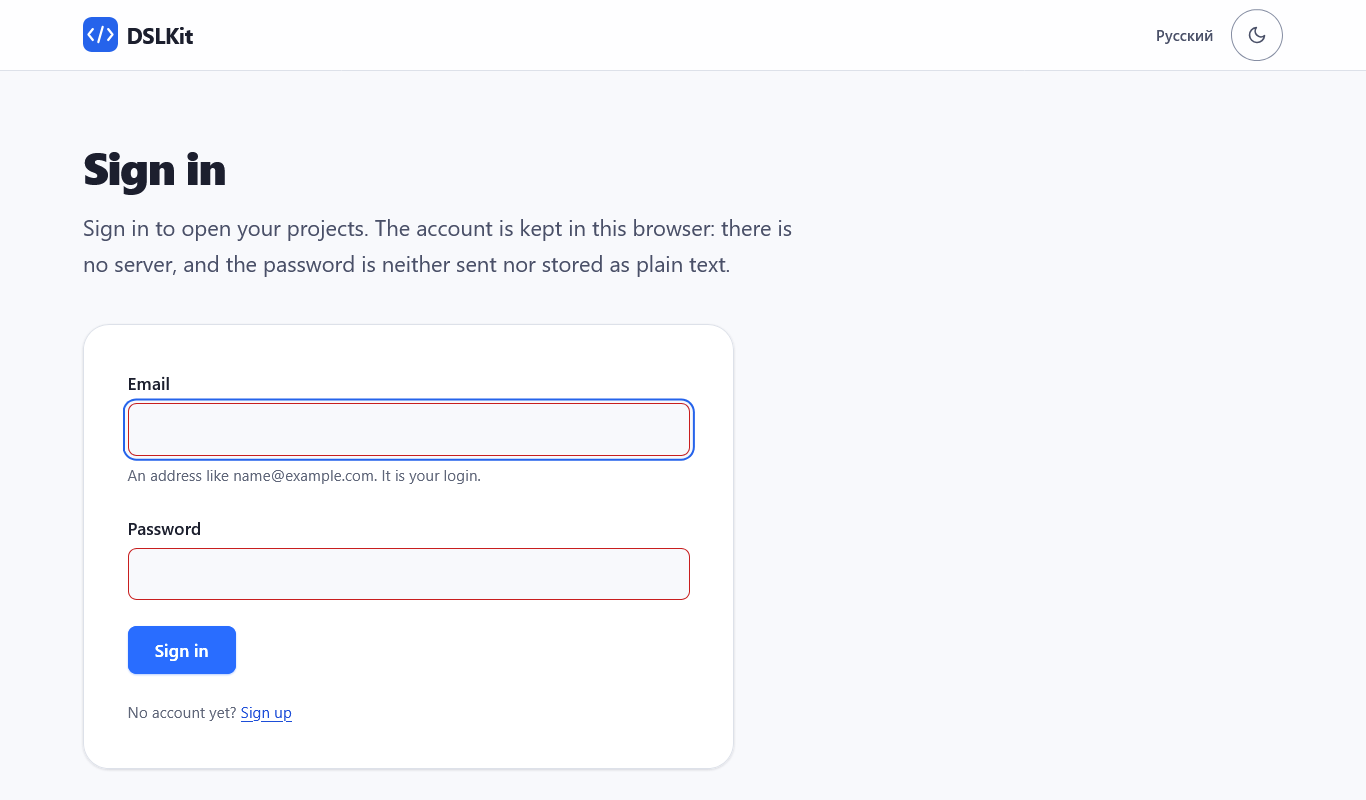 DSLKit
Русский
Sign in
Sign in to open your projects. The account is kept in this browser: there is
no server, and the password is neither sent nor stored as plain text.
Email
An address like name@example.com. It is your login.
Password
Sign in
No account yet? Sign up